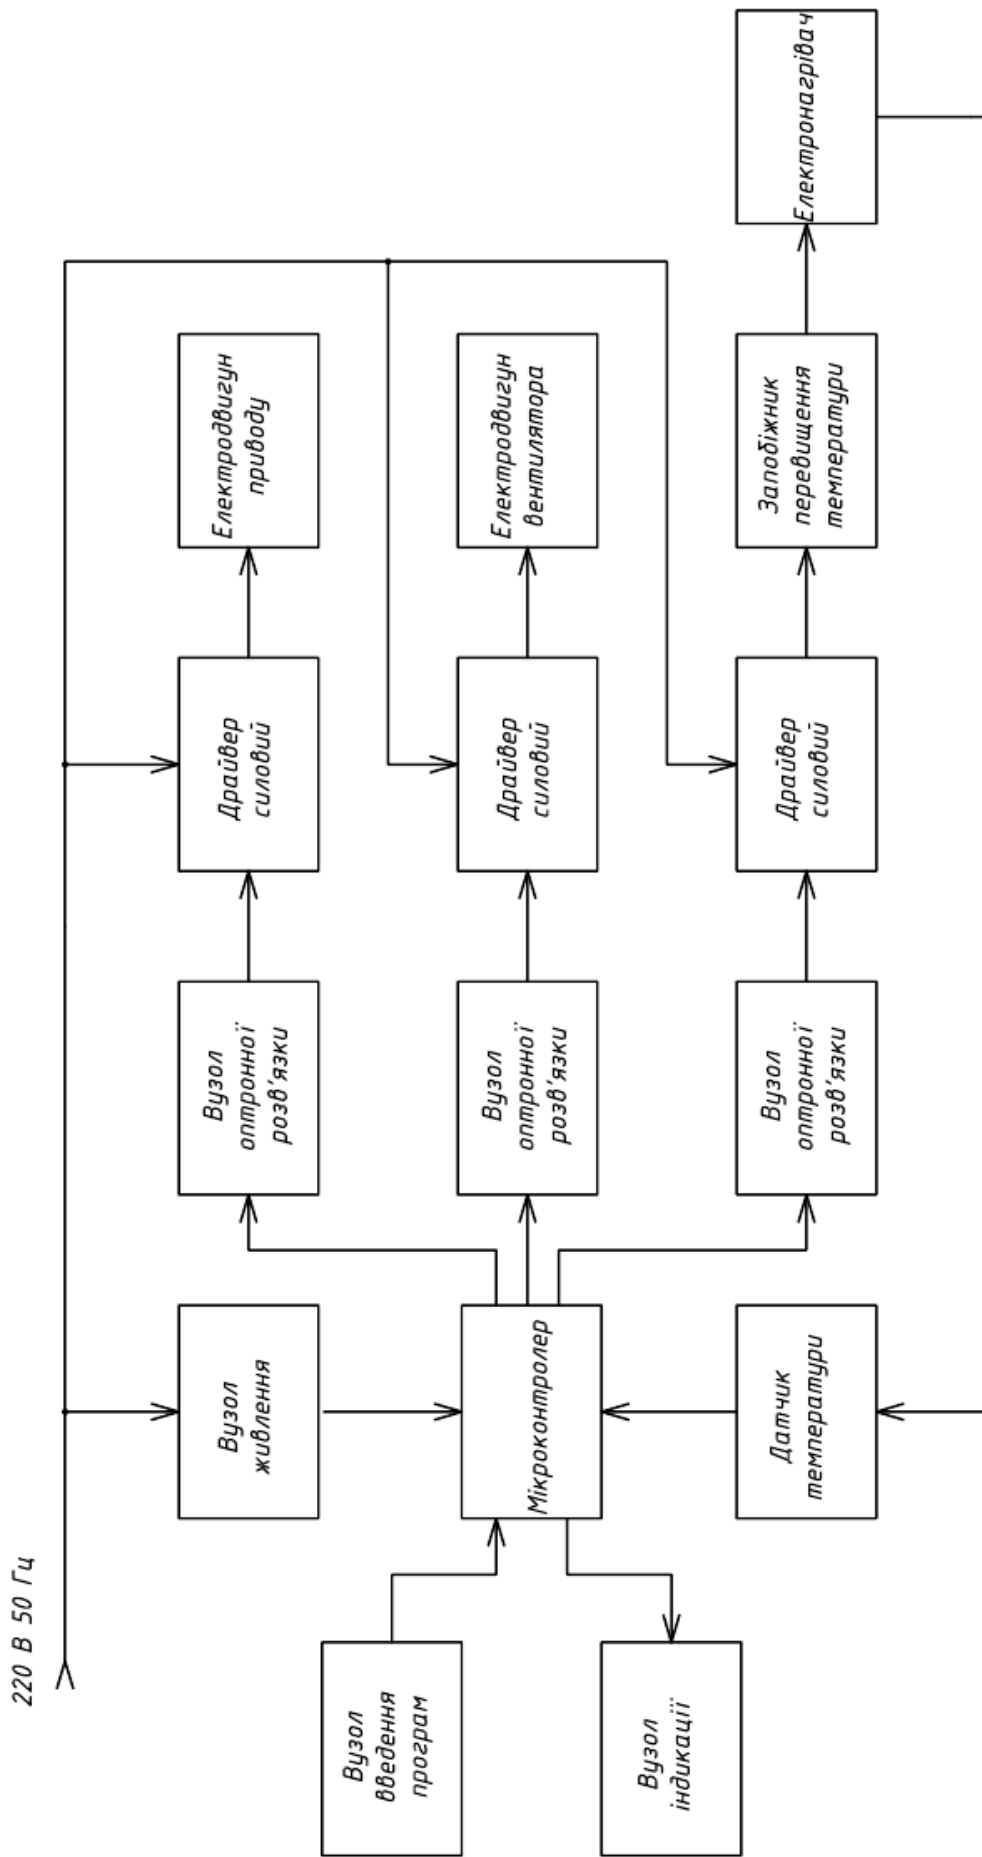 220 В 50 Гц
Вузол
введення
програм
Вузол
індикації
Вузол
живлення
Мікроконтролер
Датчик
температури
Вузол
оптронної
розв'язки
Вузол
оптронної
розв'язки
Вузол
оптронної
розв'язки
Драйвер
силовий
Драйвер
силовий
Драйвер
силовий
Електродвигун
приводу
Електродвигун
вентилятора
Запобіжник
перевищення
температури
Електронагрівач